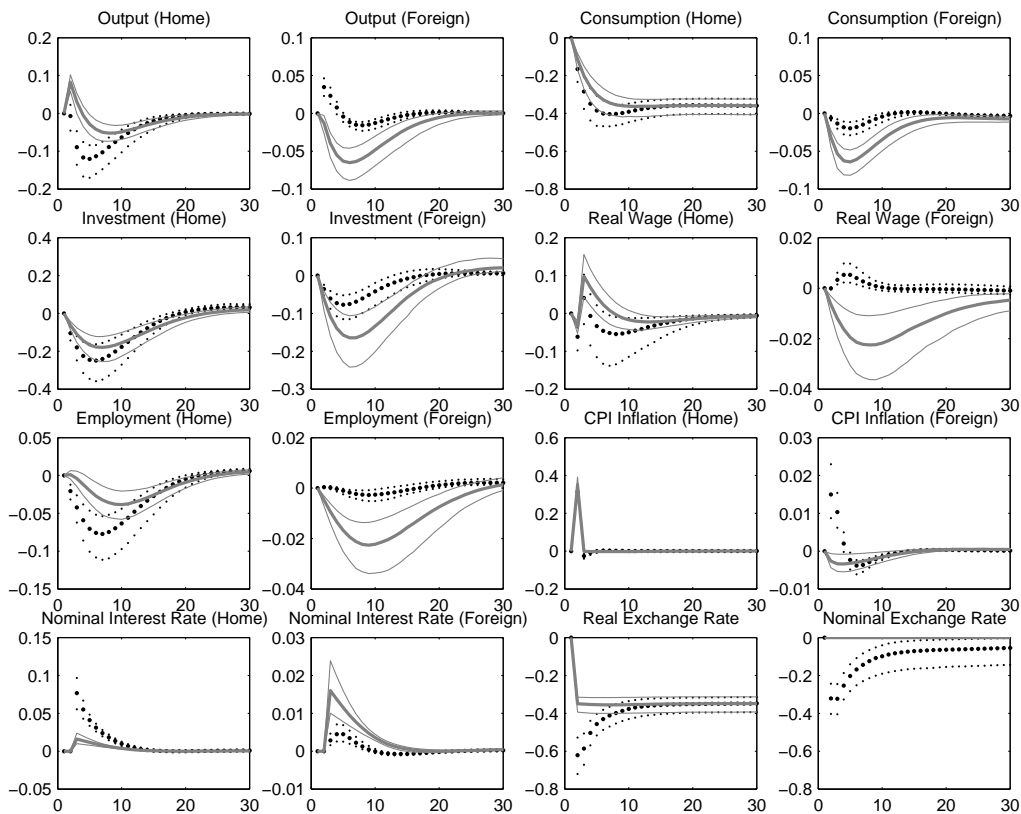 Output (Home)
0.2
0.1
0
−0.1
−0.2
0 10 20 30
Output (Foreign)
0.1
0.05
0
−0.05
−0.1
0 10 20 30
Consumption (Home)
0
−0.2
−0.4
−0.6
−0.8
0 10 20 30
Consumption (Foreign)
0.1
0.05
0
−0.05
−0.1
0 10 20 30
Investment (Home)
0.4
0.2
0
−0.2
−0.4
0 10 20 30
Investment (Foreign)
0.1
0
−0.1
−0.2
−0.3
0 10 20 30
Real Wage (Home)
0.2
0.1
0
−0.1
−0.2
0 10 20 30
Real Wage (Foreign)
0.02
0
−0.02
−0.04
0 10 20 30
Employment (Home)
0.05
0
−0.05
−0.1
−0.15
0 10 20 30
Employment (Foreign)
0.02
0
−0.02
−0.04
0 10 20 30
CPI Inflation (Home)
0.6
0.4
0.2
0
−0.2
0 10 20 30
CPI Inflation (Foreign)
0.03
0.02
0.01
0
−0.01
0 10 20 30
Nominal Interest Rate (Home)
0.15
0.1
0.05
0
−0.05
0 10 20 30
Nominal Interest Rate (Foreign)
0.03
0.02
0.01
0
−0.01
0 10 20 30
Real Exchange Rate
0
−0.2
−0.4
−0.6
−0.8
0 10 20 30
Nominal Exchange Rate
0
−0.2
−0.4
−0.6
−0.8
0 10 20 30